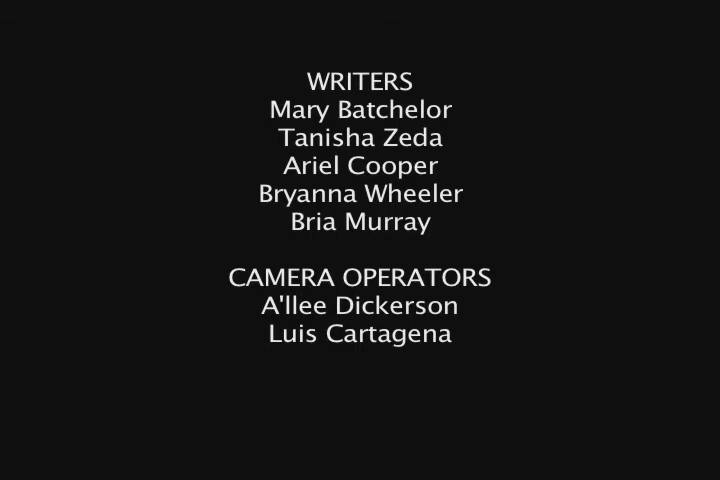 WRITERS
Mary Batchelor
Tanisha Zeda
Ariel Cooper
Bryanna Wheeler
Bria Murray
CAMERA OPERATORS
A'llee Dickerson
Luis Cartagena